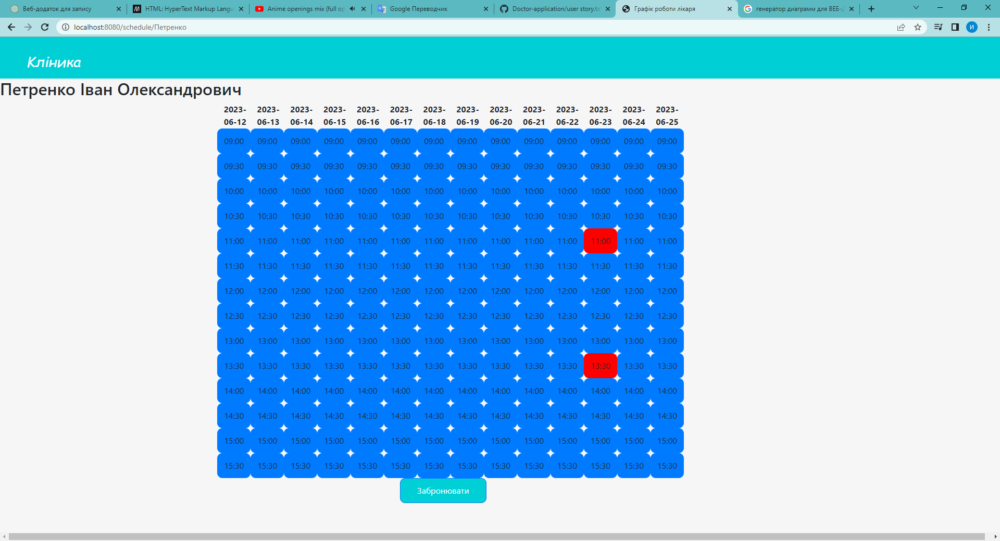 Веб-додаток для запису
HTML: HyperText Markup Langu
Anime openings mix (full op
Google Переводчик
Doctor-application/user story.tx
Графік роботи лікаря
генератор диаграмм для ВЕБ-
localhost:8080/schedule/Петренко
И
Клініка
Петренко Іван Олександрович
2023-06-12 2023-06-13 2023-06-14 2023-06-15 2023-06-16 2023-06-17 2023-06-18 2023-06-19 2023-06-20 2023-06-21 2023-06-22 2023-06-23 2023-06-24 2023-06-25
09:00 09:00 09:00 09:00 09:00 09:00 09:00 09:00 09:00 09:00 09:00 09:00 09:00 09:00
09:30 09:30 09:30 09:30 09:30 09:30 09:30 09:30 09:30 09:30 09:30 09:30 09:30 09:30
10:00 10:00 10:00 10:00 10:00 10:00 10:00 10:00 10:00 10:00 10:00 10:00 10:00 10:00
10:30 10:30 10:30 10:30 10:30 10:30 10:30 10:30 10:30 10:30 10:30 10:30 10:30 10:30
11:00 11:00 11:00 11:00 11:00 11:00 11:00 11:00 11:00 11:00 11:00 11:00 11:00 11:00
11:30 11:30 11:30 11:30 11:30 11:30 11:30 11:30 11:30 11:30 11:30 11:30 11:30 11:30
12:00 12:00 12:00 12:00 12:00 12:00 12:00 12:00 12:00 12:00 12:00 12:00 12:00 12:00
12:30 12:30 12:30 12:30 12:30 12:30 12:30 12:30 12:30 12:30 12:30 12:30 12:30 12:30
13:00 13:00 13:00 13:00 13:00 13:00 13:00 13:00 13:00 13:00 13:00 13:00 13:00 13:00
13:30 13:30 13:30 13:30 13:30 13:30 13:30 13:30 13:30 13:30 13:30 13:30 13:30 13:30
14:00 14:00 14:00 14:00 14:00 14:00 14:00 14:00 14:00 14:00 14:00 14:00 14:00 14:00
14:30 14:30 14:30 14:30 14:30 14:30 14:30 14:30 14:30 14:30 14:30 14:30 14:30 14:30
15:00 15:00 15:00 15:00 15:00 15:00 15:00 15:00 15:00 15:00 15:00 15:00 15:00 15:00
15:30 15:30 15:30 15:30 15:30 15:30 15:30 15:30 15:30 15:30 15:30 15:30 15:30 15:30
Забронювати